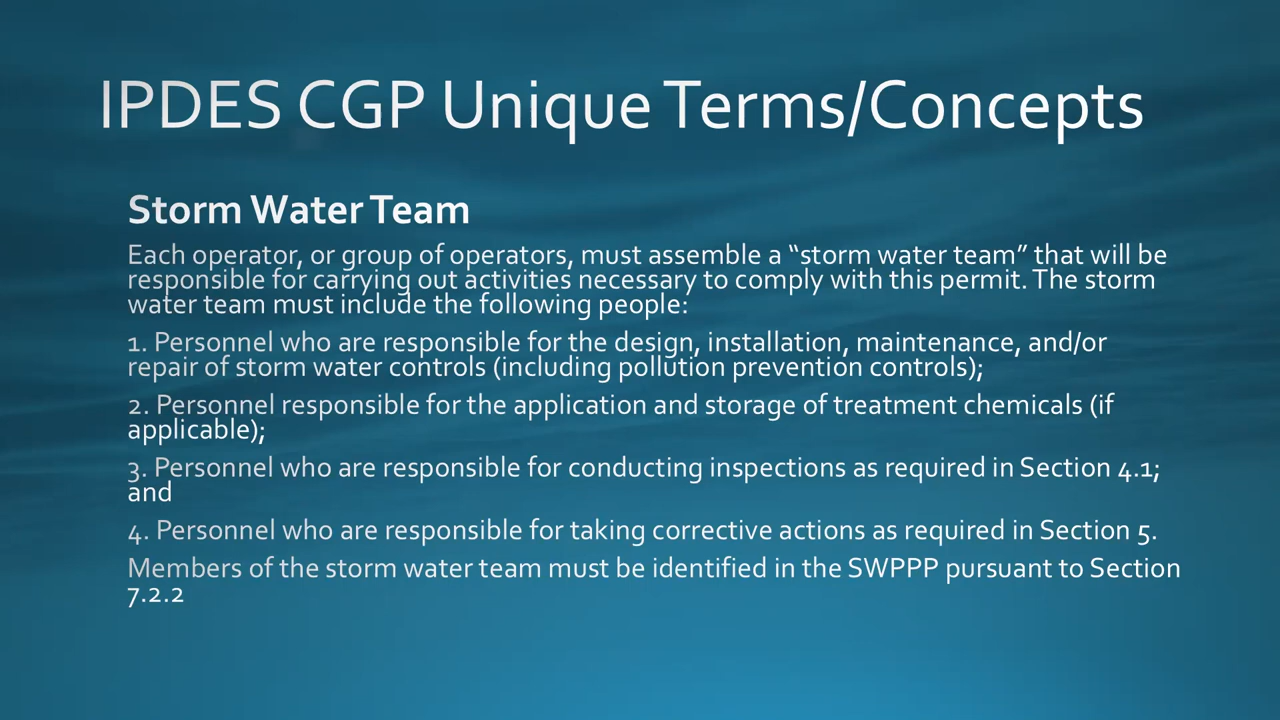 IPDES CGP Unique Terms/Concepts
Storm Water Team
Each operator, or group of operators, must assemble a “storm water team” that will be
responsible for carrying out activities necessary to comply with this permit. The storm
water team must include the following people:
1. Personnel who are responsible for the design, installation, maintenance, and/or
repair of storm water controls (including pollution prevention controls);
2. Personnel responsible for the application and storage of treatment chemicals (if
applicable);
3. Personnel who are responsible for conducting inspections as required in Section 4.1;
and
4. Personnel who are responsible for taking corrective actions as required in Section 5.
Members of the storm water team must be identified in the SWPPP pursuant to Section
7.2.2